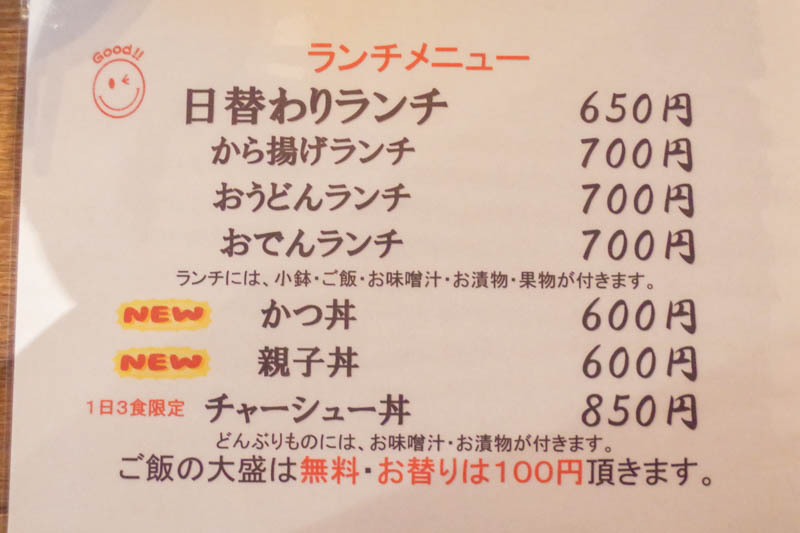 Good!!
ランチメニュー
日替わりランチ 650円
から揚げランチ 700円
おうどんランチ 700円
おでんランチ 700円
ランチには、小鉢・ご飯・お味噌汁・お漬物・果物が付きます。
NEW かつ丼 600円
NEW 親子丼 600円
1日3食限定 チャーシュー丼 850円
どんぶりものには、お味噌汁・お漬物が付きます。
ご飯の大盛は無料・お替りは100円頂きます。